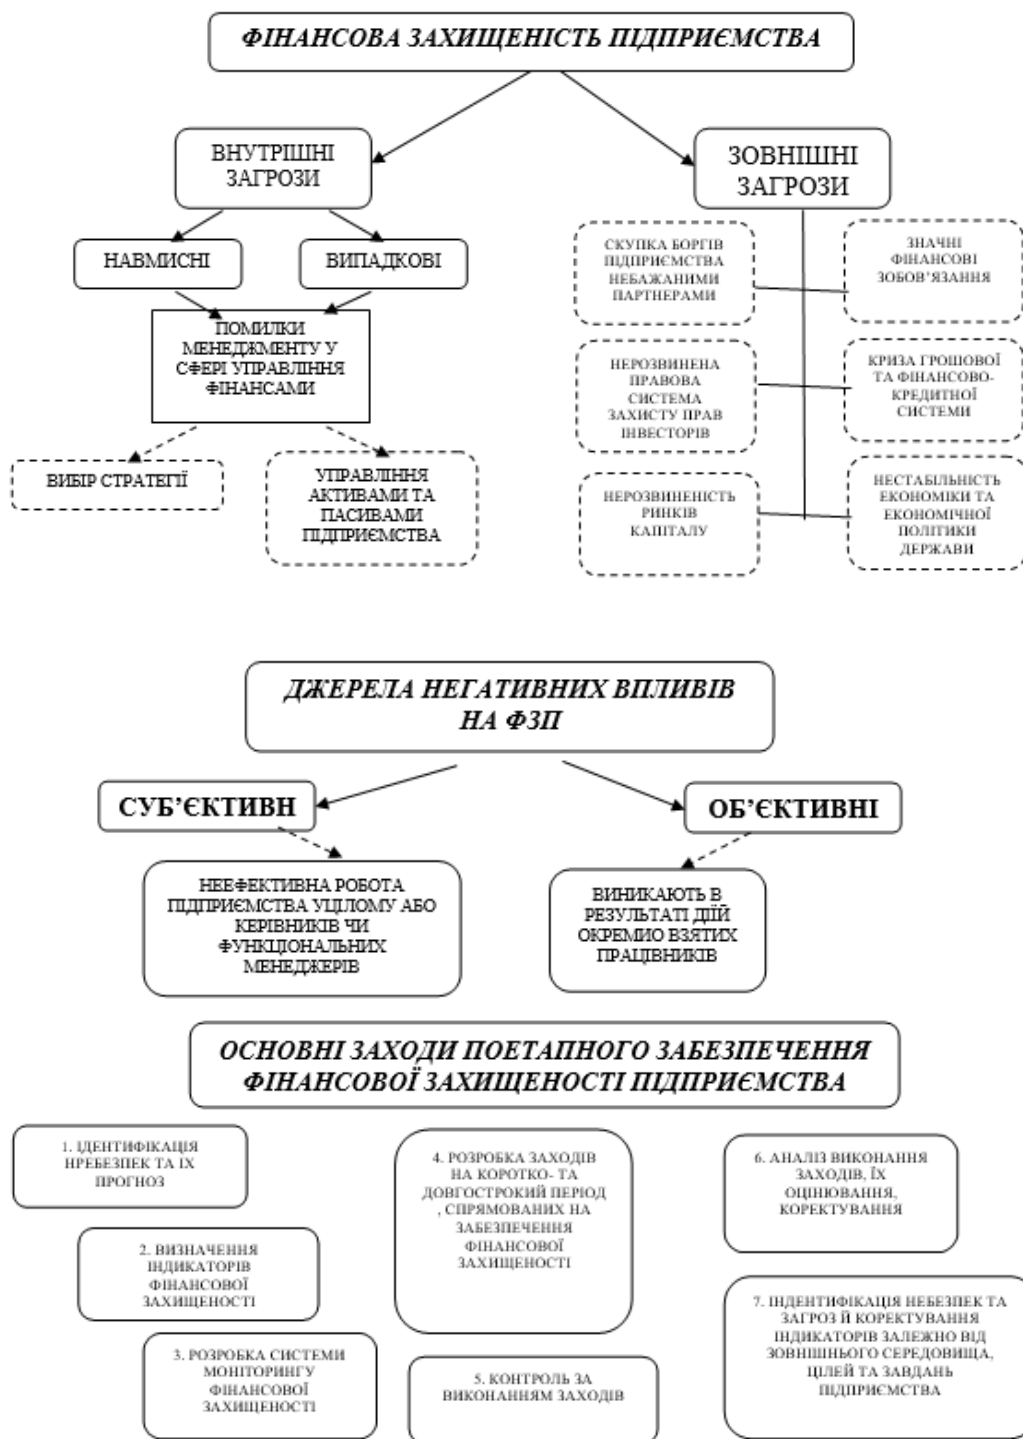 ФІНАНСОВА ЗАХИЩЕНІСТЬ ПІДПРИЄМСТВА
ВНУТРІШНІ
ЗАГРОЗИ
НАВМИСНІ
ВИПАДКОВІ
ПОМИЛКИ
МЕНЕДЖМЕНТУ У
СФЕРІ УПРАВЛІННЯ
ФІНАНСАМИ
ВИБІР СТРАТЕГІЇ
УПРАВЛІННЯ
АКТИВАМИ ТА
ПАСИВАМИ
ПІДПРИЄМСТВА
ЗОВНІШНІ
ЗАГРОЗИ
СКУПКА БОРГІВ
ПІДПРИЄМСТВА
НЕБАЖАНИМИ
ПАРТНЕРАМИ
ЗНАЧНІ
ФІНАНСОВІ
ЗОБОВ’ЯЗАННЯ
НЕРОЗВИНЕНА
ПРАВОВА
СИСТЕМА
ЗАХИСТУ ПРАВ
ІНВЕСТОРІВ
КРИЗА ГРОШОВОЇ
ТА ФІНАНСОВО-
КРЕДИТНОЇ
СИСТЕМИ
НЕРОЗВИНЕНІСТЬ
РИНКІВ
КАПІТАЛУ
НЕСТАБІЛЬНІСТЬ
ЕКОНОМІКИ ТА
ЕКОНОМІЧНОЇ
ПОЛІТИКИ
ДЕРЖАВИ
ДЖЕРЕЛА НЕГАТИВНИХ ВПЛИВІВ
НА ФЗП
СУБ’ЄКТИВН
ОБ’ЄКТИВНІ
НЕЕФЕКТИВНА РОБОТА
ПІДПРИЄМСТВА УЦІЛОМУ АБО
КЕРІВНИКІВ ЧИ
ФУНКЦІОНАЛЬНИХ
МЕНЕДЖЕРІВ
ВИНИКАЮТЬ В
РЕЗУЛЬТАТІ ДІЇЙ
ОКРЕМИО ВЗЯТИХ
ПРАЦІВНИКІВ
ОСНОВНІ ЗАХОДИ ПОЕТАПНОГО ЗАБЕЗПЕЧЕННЯ
ФІНАНСОВОЇ ЗАХИЩЕНОСТІ ПІДПРИЄМСТВА
1. ІДЕНТИФІКАЦІЯ
НРЕБЕЗПЕК ТА ЇХ
ПРОГНОЗ
2. ВИЗНАЧЕННЯ
ІНДИКАТОРІВ
ФІНАНСОВОЇ
ЗАХИЩЕНОСТІ
3. РОЗРОБКА СИСТЕМИ
МОНІТОРИНГУ
ФІНАНСОВОЇ
ЗАХИЩЕНОСТІ
4. РОЗРОБКА ЗАХОДІВ
НА КОРОТКО- ТА
ДОВГОСТРОКИЙ ПЕРІОД
, СПРЯМОВАНИХ НА
ЗАБЕЗПЕЧЕННЯ
ФІНАНСОВОЇ
ЗАХИЩЕНОСТІ
5. КОНТРОЛЬ ЗА
ВИКОНАННЯМ ЗАХОДІВ
6. АНАЛІЗ ВИКОНАННЯ
ЗАХОДІВ, ЇХ
ОЦІНЮВАННЯ,
КОРЕКТУВАННЯ
7. ІНДЕНТИФІКАЦІЯ НЕБЕЗПЕК ТА
ЗАГРОЗ Й КОРЕКТУВАННЯ
ІНДИКАТОРІВ ЗАЛЕЖНО ВІД
ЗОВНІШНЬОГО СЕРЕДОВИЩА,
ЦІЛЕЙ ТА ЗАВДАНЬ
ПІДПРИЄМСТВА